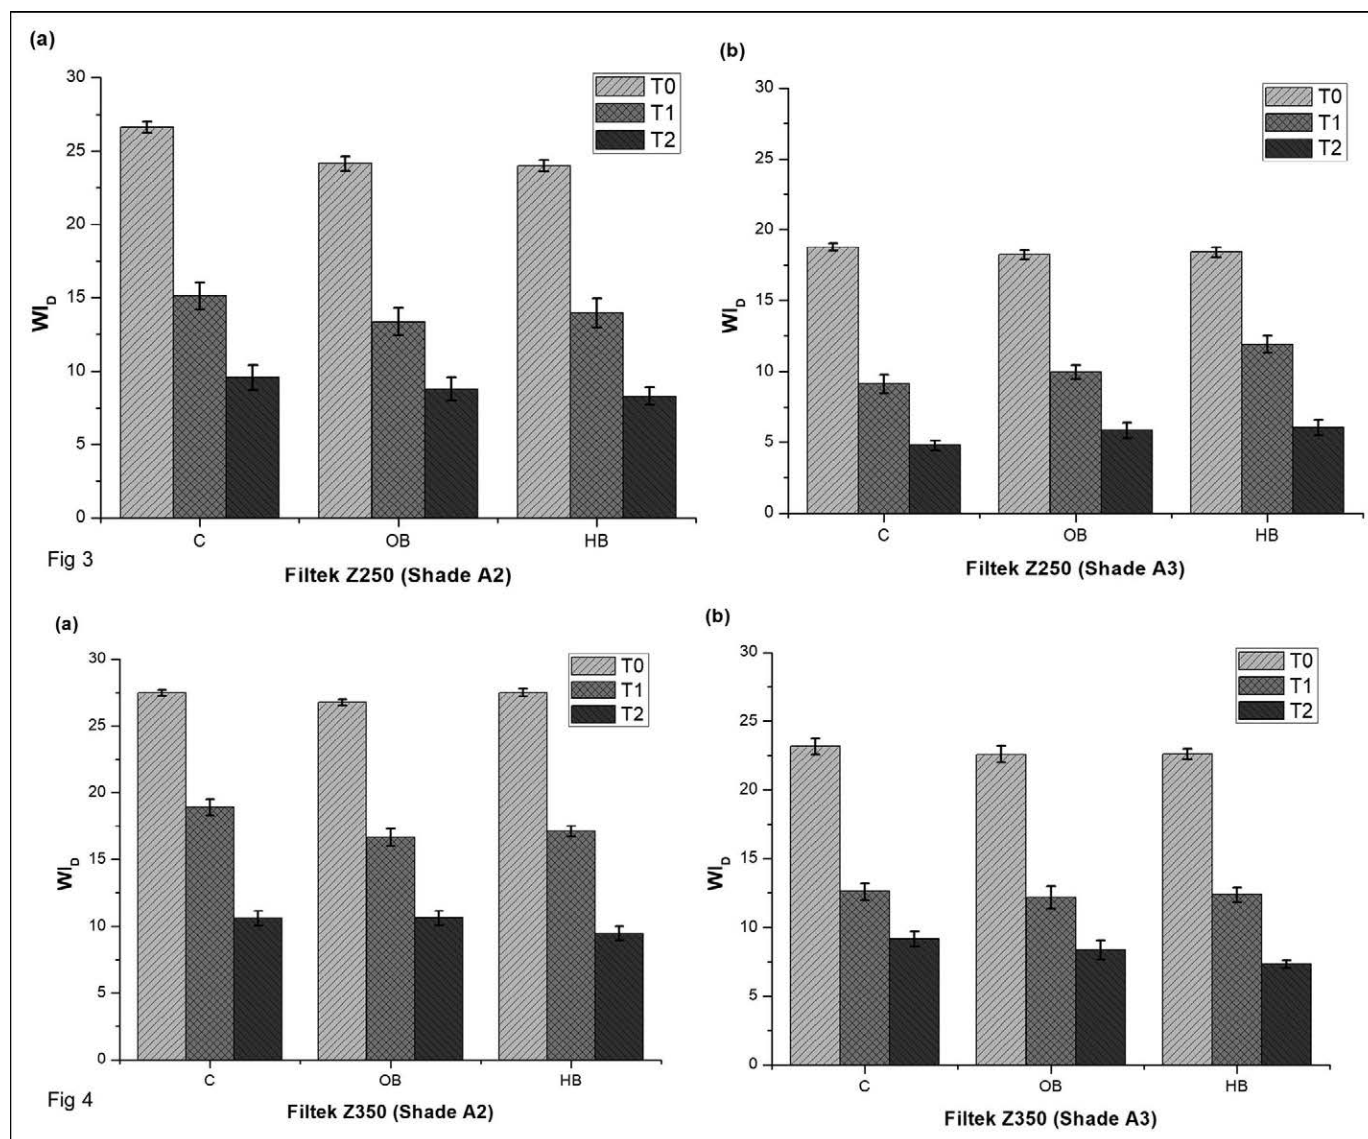 (a)
30
25
20
15
10
5
0
WI_D
T0
T1
T2
C OB HB
Fig 3
Filtek Z250 (Shade A2)
(b)
30
25
20
15
10
5
0
WI_D
T0
T1
T2
C OB HB
Filtek Z250 (Shade A3)
(a)
30
25
20
15
10
5
0
WI_D
T0
T1
T2
C OB HB
Fig 4
Filtek Z350 (Shade A2)
(b)
30
25
20
15
10
5
0
WI_D
T0
T1
T2
C OB HB
Filtek Z350 (Shade A3)